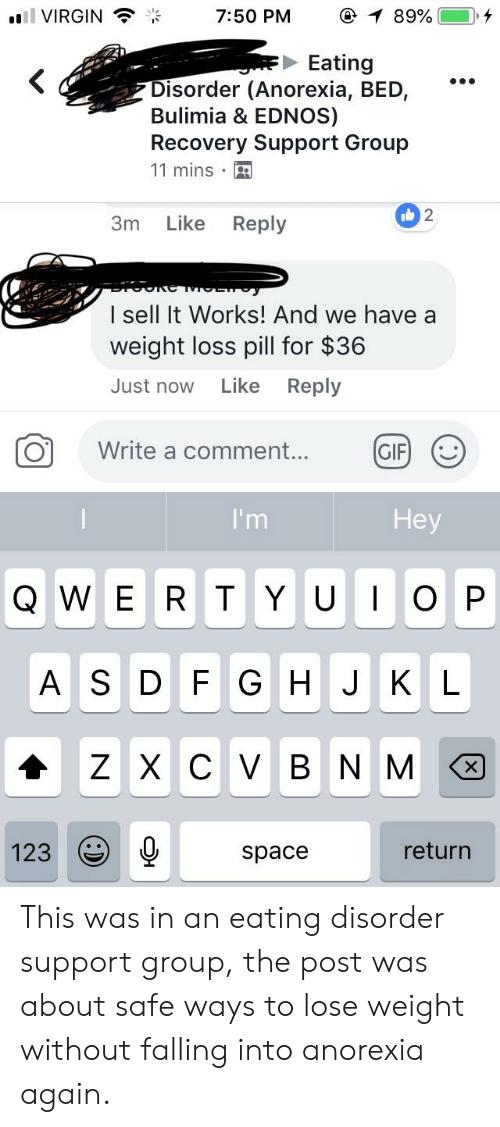 VIRGIN 7:50 PM 89%
Eating
Disorder (Anorexia, BED,
Bulimia & EDNOS)
Recovery Support Group
11 mins ·
3m Like Reply 2
I sell It Works! And we have a
weight loss pill for $36
Just now Like Reply
Write a comment... GIF
I I'm Hey
Q W E R T Y U I O P
A S D F G H J K L
Z X C V B N M
123 space return
This was in an eating disorder
support group, the post was
about safe ways to lose weight
without falling into anorexia
again.